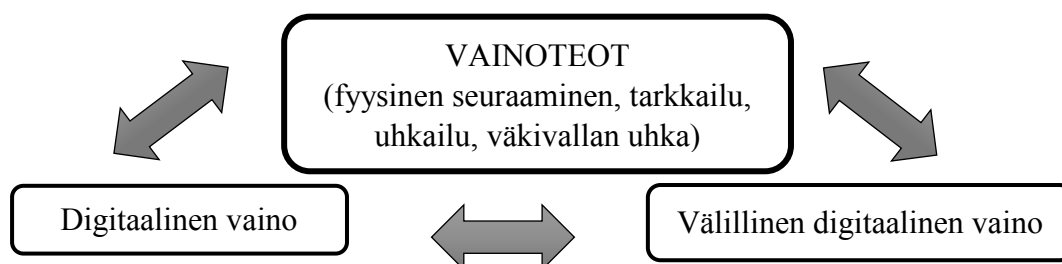 VAINOTEOT
(fyysinen seuraaminen, tarkkailu,
uhkailu, väkivallan uhka)
Digitaalinen vaino
Välillinen digitaalinen vaino